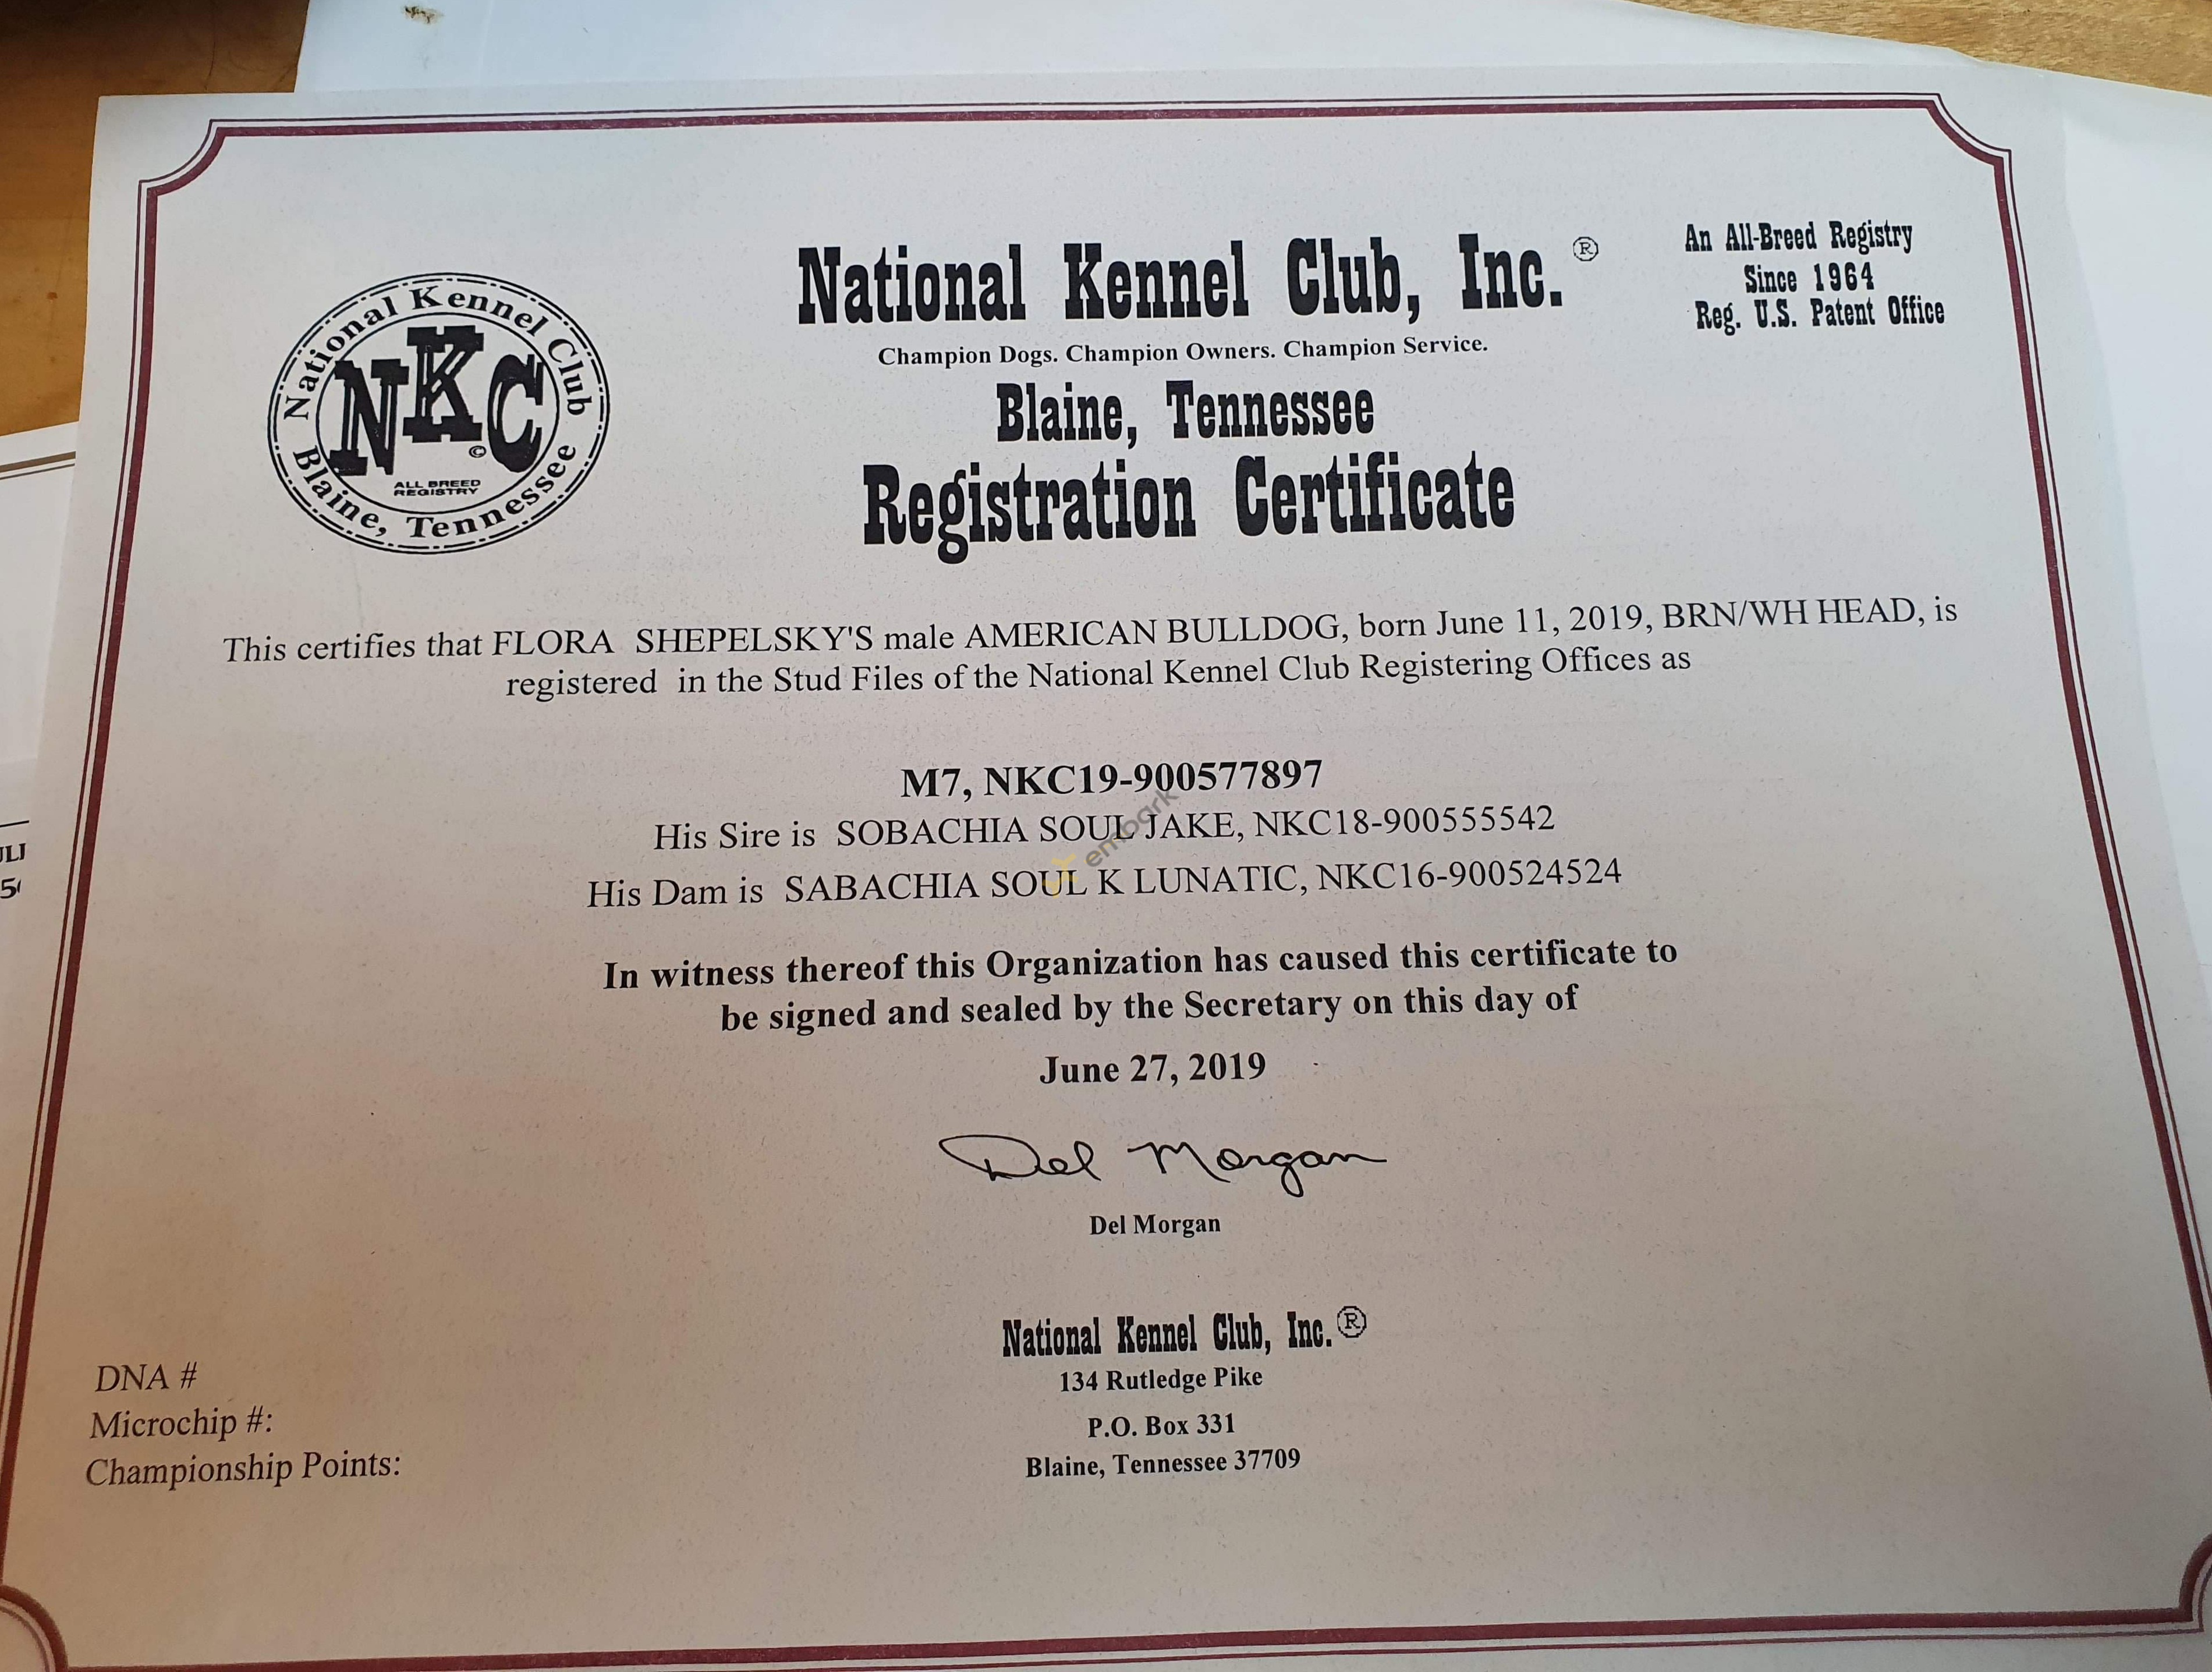 National Kennel Club
NKC
©
ALL BREED
REGISTRY
Blaine, Tennessee
National Kennel Club, Inc.®
Champion Dogs. Champion Owners. Champion Service.
Blaine, Tennessee
Registration Certificate
An All-Breed Registry
Since 1964
Reg. U.S. Patent Office
This certifies that FLORA SHEPELSKY'S male AMERICAN BULLDOG, born June 11, 2019, BRN/WH HEAD, is
registered in the Stud Files of the National Kennel Club Registering Offices as
M7, NKC19-900577897
His Sire is SOBACHIA SOUL JAKE, NKC18-900555542
His Dam is SABACHIA SOUL K LUNATIC, NKC16-900524524
embark
In witness thereof this Organization has caused this certificate to
be signed and sealed by the Secretary on this day of
June 27, 2019
Del Morgan
Del Morgan
National Kennel Club, Inc.®
134 Rutledge Pike
P.O. Box 331
Blaine, Tennessee 37709
DNA #
Microchip #:
Championship Points: